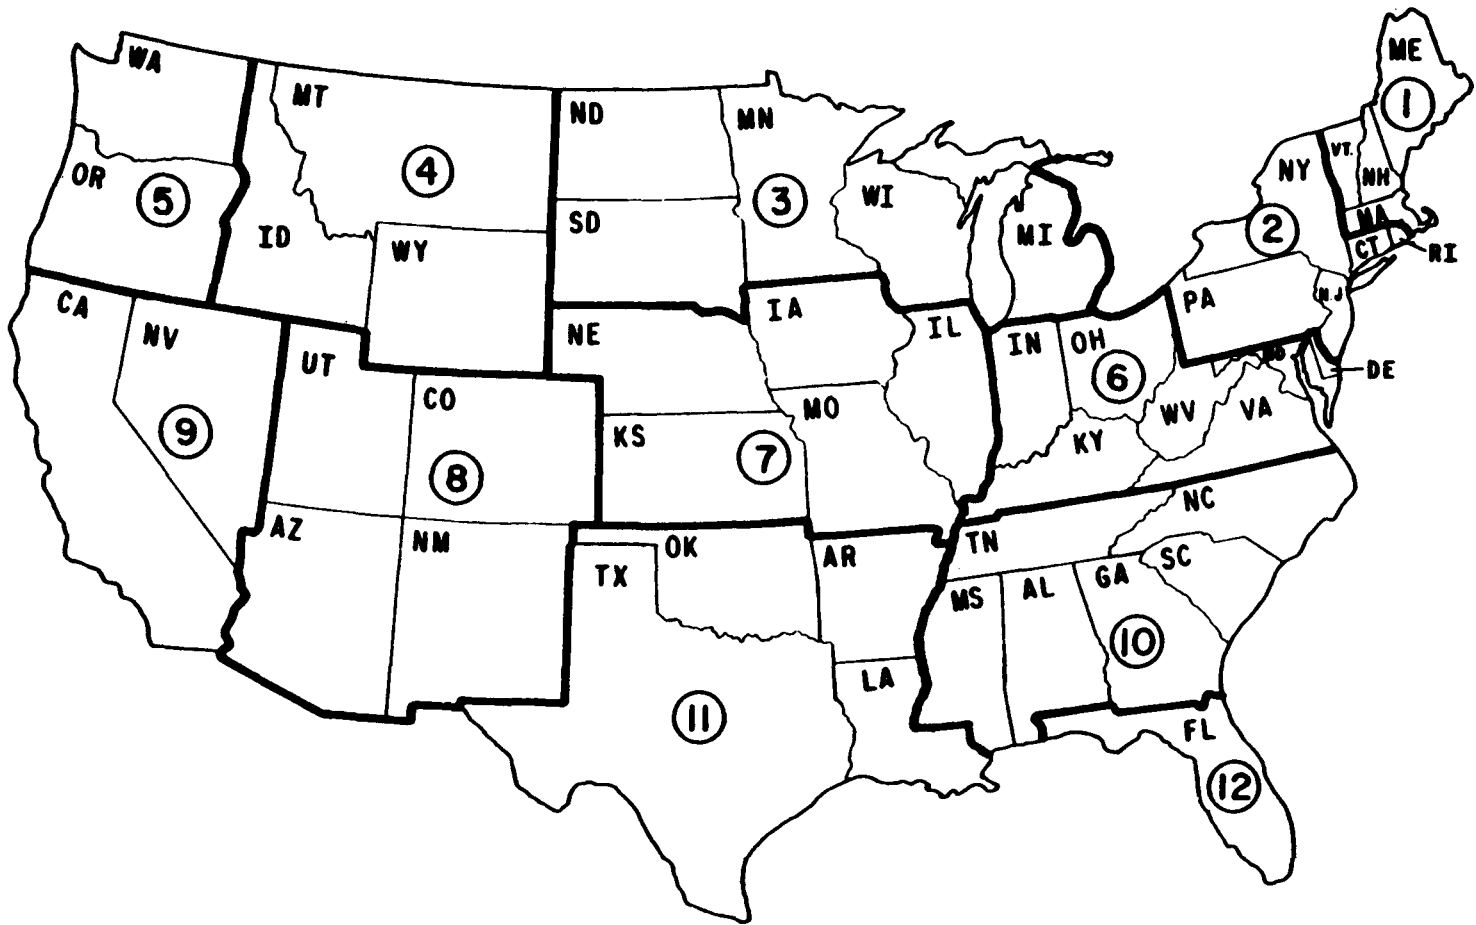 WA
MT
ND
MN
ME
1
OR
5
4
3
WI
NY
VT.
NH
ID
WY
SD
MI
2
MA
CT
RI
CA
NV
UT
NE
IA
IL
IN
OH
PA
N.J
6
DE
CO
KS
MO
KY
WV
VA
9
8
7
AZ
NM
OK
AR
TN
NC
TX
MS
AL
GA
SC
10
LA
11
FL
12